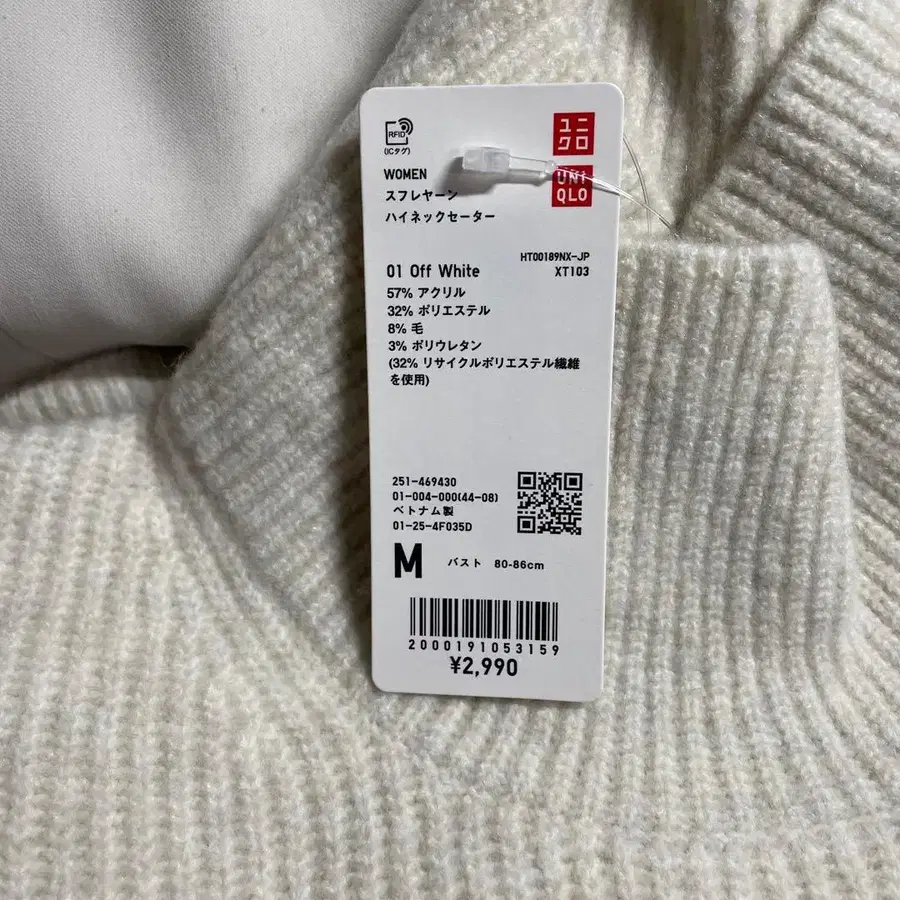 RFID
(ICタグ)
ユニ
クロ
UNI
QLO
WOMEN
スフレヤーン
ハイネックセーター
HT00189NX-JP
01 Off White
XT103
57% アクリル
32% ポリエステル
8% 毛
3% ポリウレタン
(32% リサイクルポリエステル繊維
を使用)
251-469430
01-004-000(44-08)
ベトナム製
01-25-4F035D
M バスト 80-86cm
2000191053159
¥2,990